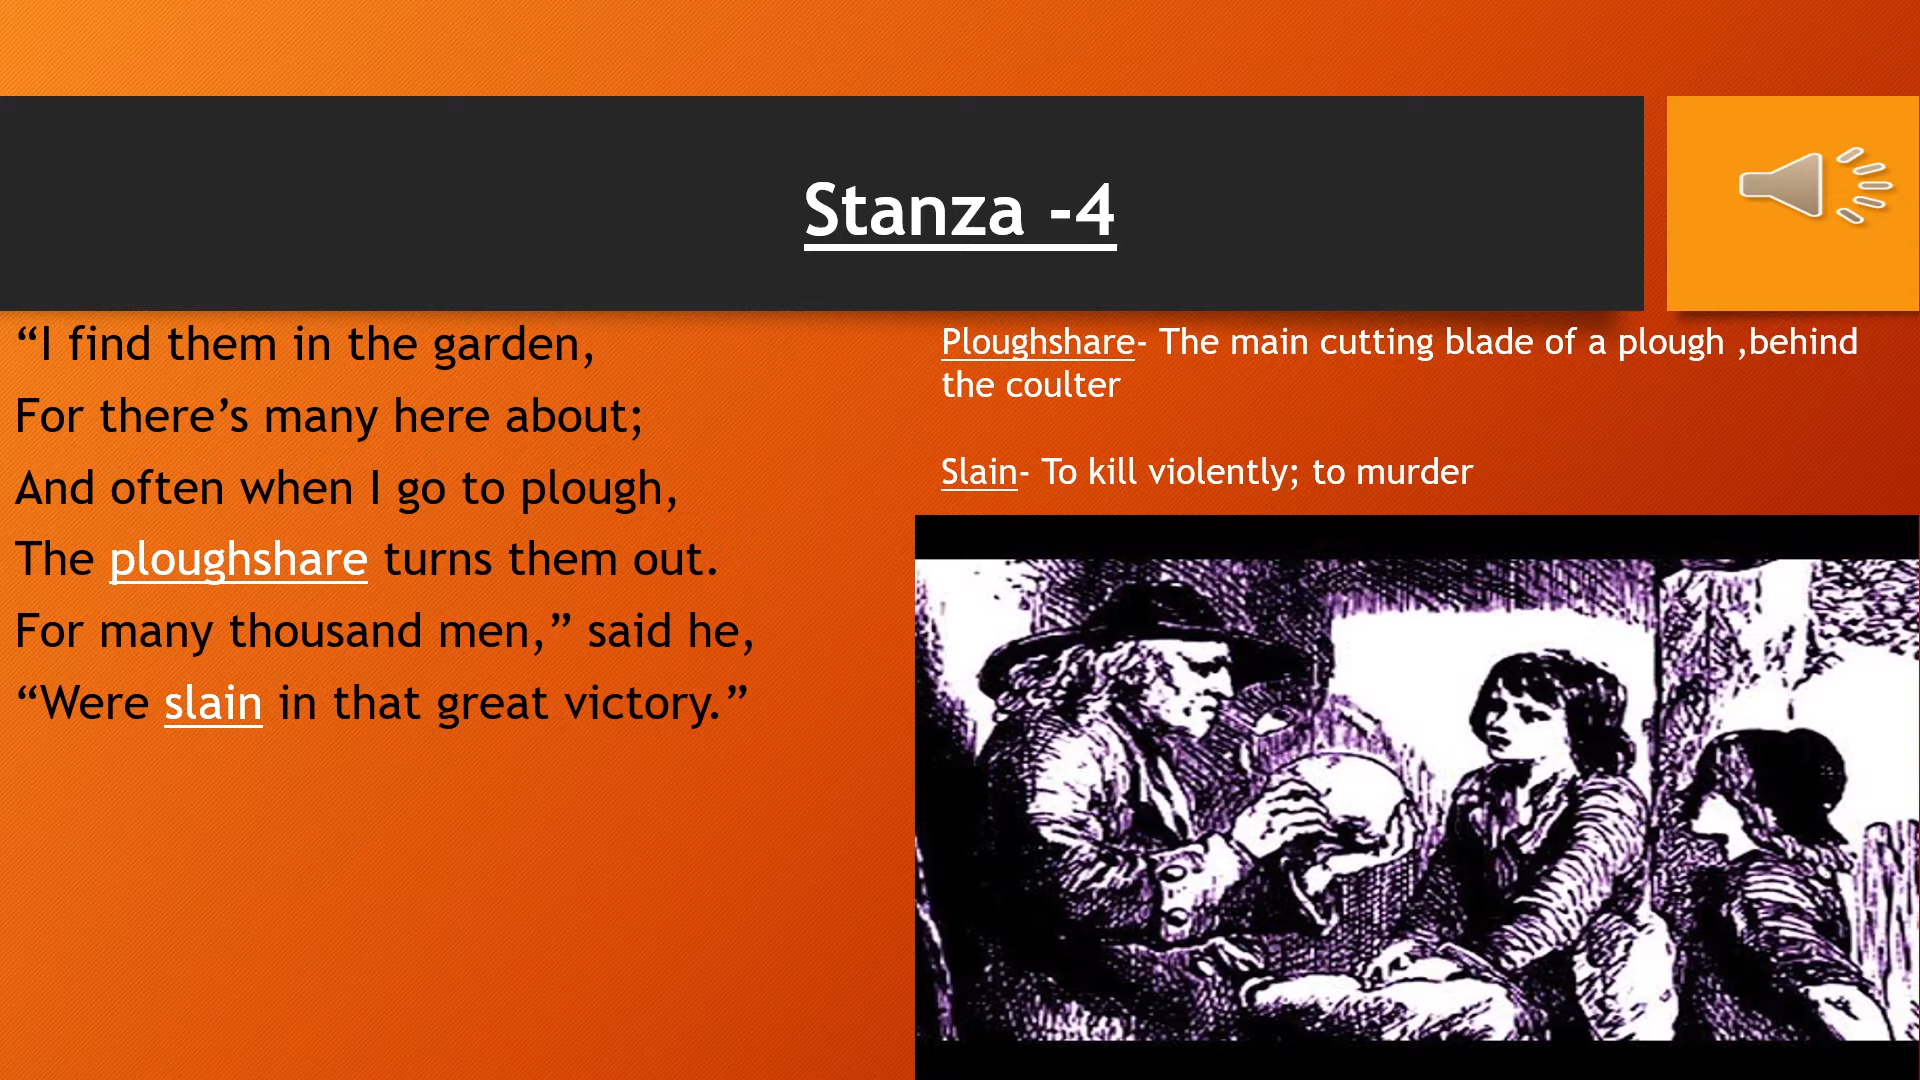 Stanza -4
“I find them in the garden,
For there’s many here about;
And often when I go to plough,
The ploughshare turns them out.
For many thousand men,” said he,
“Were slain in that great victory.”
Ploughshare- The main cutting blade of a plough ,behind
the coulter
Slain- To kill violently; to murder